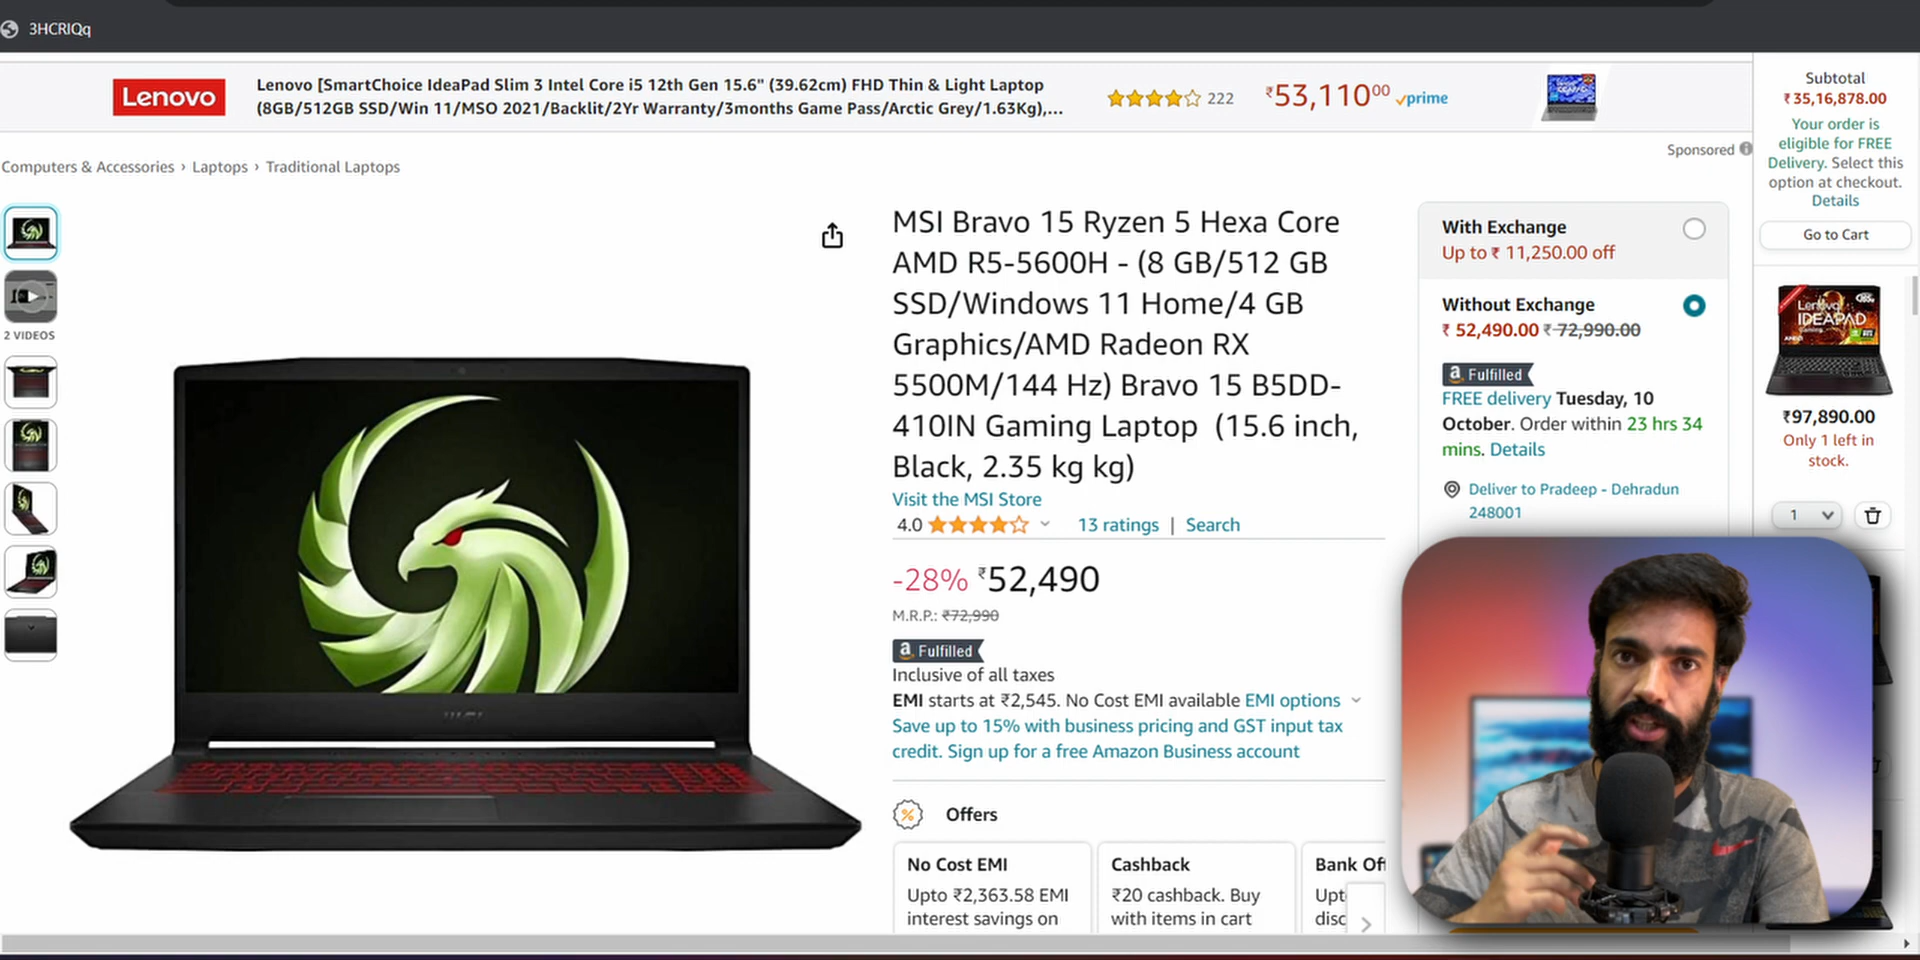 3HCRIQq
Lenovo
Lenovo [SmartChoice IdeaPad Slim 3 Intel Core i5 12th Gen 15.6" (39.62cm) FHD Thin & Light Laptop
(8GB/512GB SSD/Win 11/MSO 2021/Backlit/2Yr Warranty/3months Game Pass/Arctic Grey/1.63Kg),...
222
₹53,110⁰⁰ prime
Sponsored
Computers & Accessories › Laptops › Traditional Laptops
2 VIDEOS
MSI Bravo 15 Ryzen 5 Hexa Core
AMD R5-5600H - (8 GB/512 GB
SSD/Windows 11 Home/4 GB
Graphics/AMD Radeon RX
5500M/144 Hz) Bravo 15 B5DD-
410IN Gaming Laptop (15.6 inch,
Black, 2.35 kg kg)
Visit the MSI Store
4.0
13 ratings | Search
-28% ₹52,490
M.R.P.: ₹72,990
a Fulfilled
Inclusive of all taxes
EMI starts at ₹2,545. No Cost EMI available EMI options
Save up to 15% with business pricing and GST input tax
credit. Sign up for a free Amazon Business account
Offers
No Cost EMI
Upto ₹2,363.58 EMI
interest savings on
Cashback
₹20 cashback. Buy
with items in cart
Bank Off
Upt
disc
With Exchange
Up to ₹ 11,250.00 off
Without Exchange
₹ 52,490.00 ₹ 72,990.00
a Fulfilled
FREE delivery Tuesday, 10
October. Order within 23 hrs 34
mins. Details
Deliver to Pradeep - Dehradun
248001
Subtotal
₹35,16,878.00
Your order is
eligible for FREE
Delivery. Select this
option at checkout.
Details
Go to Cart
Lenovo
IDEAPAD
₹97,890.00
Only 1 left in
stock.
1